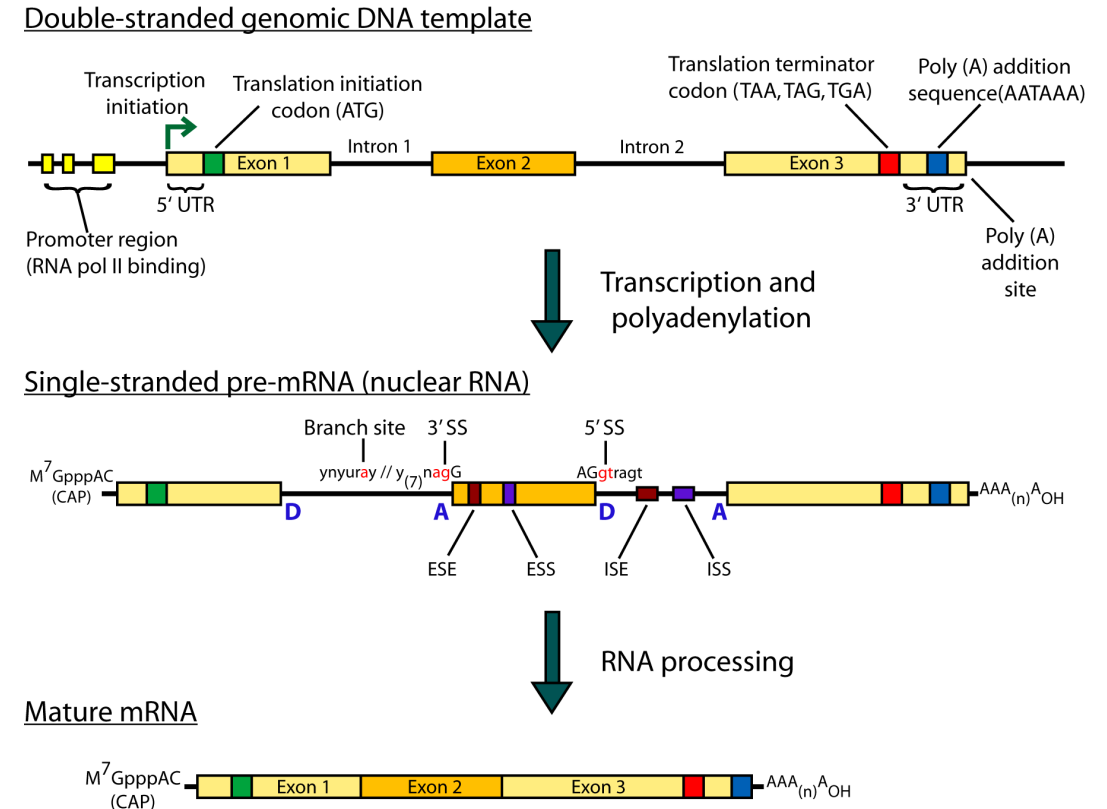 Double-stranded genomic DNA template
Transcription
initiation
Translation initiation
codon (ATG)
Translation terminator
codon (TAA, TAG, TGA)
Poly (A) addition
sequence(AATAAA)
Exon 1
Intron 1
Exon 2
Intron 2
Exon 3
5‘ UTR
3‘ UTR
Promoter region
(RNA pol II binding)
Poly (A)
addition
site
Transcription and
polyadenylation
Single-stranded pre-mRNA (nuclear RNA)
Branch site
3’ SS
5’ SS
ynyuray // y(7)nagG
AGgtragt
M7GpppAC
(CAP)
AAA(n)AOH
D
A
D
A
ESE
ESS
ISE
ISS
RNA processing
Mature mRNA
M7GpppAC
(CAP)
Exon 1
Exon 2
Exon 3
AAA(n)AOH